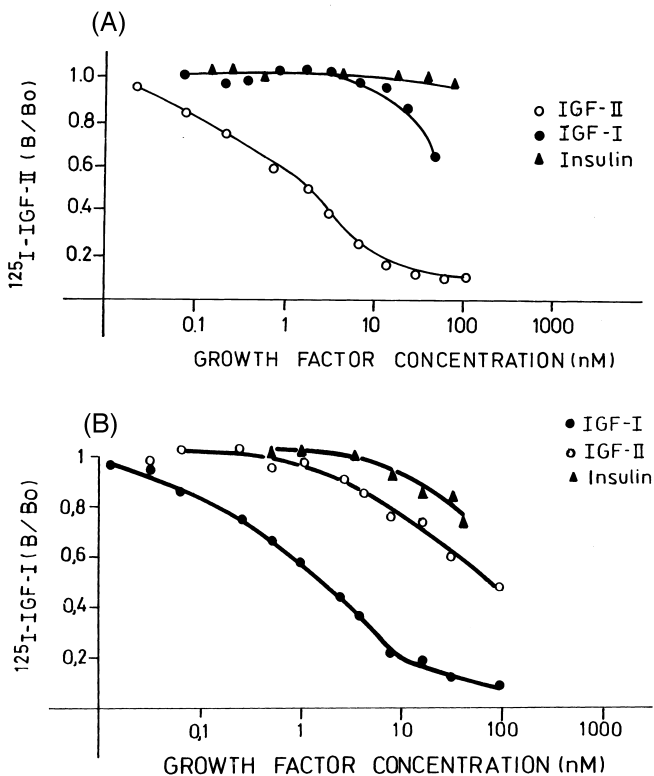 (A)
1.0
0.8
0.6
0.4
0.2
125I-IGF-II (B/Bo)
○ IGF-II
● IGF-I
▲ Insulin
0.1 1 10 100 1000
GROWTH FACTOR CONCENTRATION (nM)
(B)
1
0,8
0,6
0,4
0,2
125I-IGF-I (B/Bo)
● IGF-I
○ IGF-II
▲ Insulin
0,1 1 10 100 1000
GROWTH FACTOR CONCENTRATION (nM)